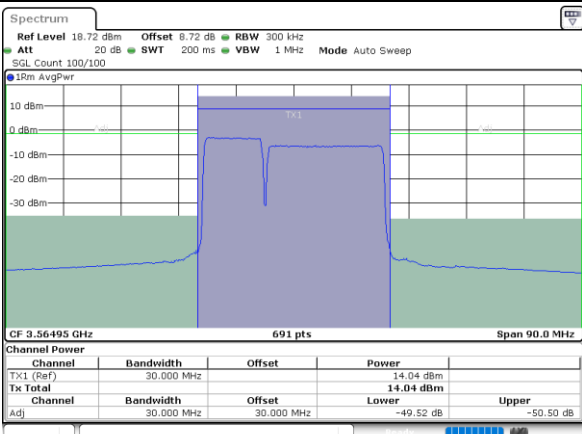 Spectrum
Ref Level 18.72 dBm Offset 8.72 dB RBW 300 kHz
Att 20 dB SWT 200 ms VBW 1 MHz Mode Auto Sweep
SGL Count 100/100
1Rm AvgPwr
10 dBm
TX1
0 dBm
Adj
Adj
-10 dBm
-20 dBm
-30 dBm
CF 3.56495 GHz 691 pts Span 90.0 MHz
Channel Power
Channel Bandwidth Offset Power
TX1 (Ref) 30.000 MHz 14.04 dBm
Tx Total 14.04 dBm
Channel Bandwidth Offset Lower Upper
Adj 30.000 MHz 30.000 MHz -49.52 dB -50.50 dB